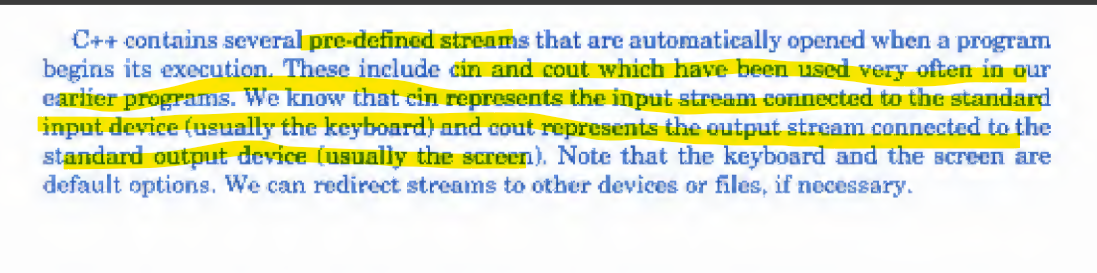 C++ contains several pre-defined streams that are automatically opened when a program
begins its execution. These include cin and cout which have been used very often in our
earlier programs. We know that cin represents the input stream connected to the standard
input device (usually the keyboard) and cout represents the output stream connected to the
standard output device (usually the screen). Note that the keyboard and the screen are
default options. We can redirect streams to other devices or files, if necessary.